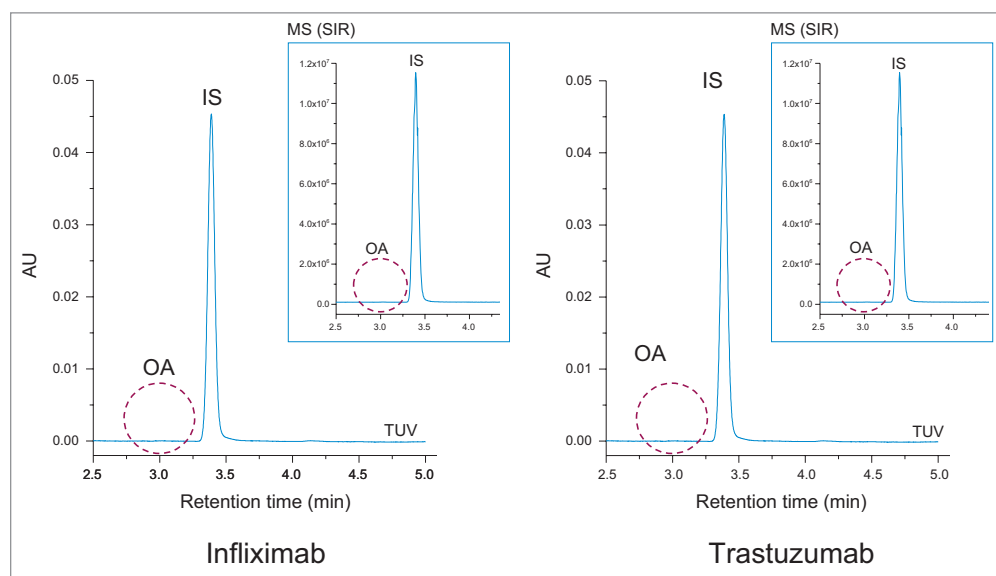 MS (SIR)
IS
1.2x10⁷
1.0x10⁷
8.0x10⁶
6.0x10⁶
4.0x10⁶
2.0x10⁶
0.0
OA
2.5 3.0 3.5 4.0
0.05
0.04
0.03
0.02
0.01
0.00
AU
IS
OA
TUV
2.5 3.0 3.5 4.0 4.5 5.0
Retention time (min)
Infliximab
MS (SIR)
IS
1.2x10⁷
1.0x10⁷
8.0x10⁶
6.0x10⁶
4.0x10⁶
2.0x10⁶
0.0
OA
2.5 3.0 3.5 4.0
0.05
0.04
0.03
0.02
0.01
0.00
AU
IS
OA
TUV
2.5 3.0 3.5 4.0 4.5 5.0
Retention time (min)
Trastuzumab